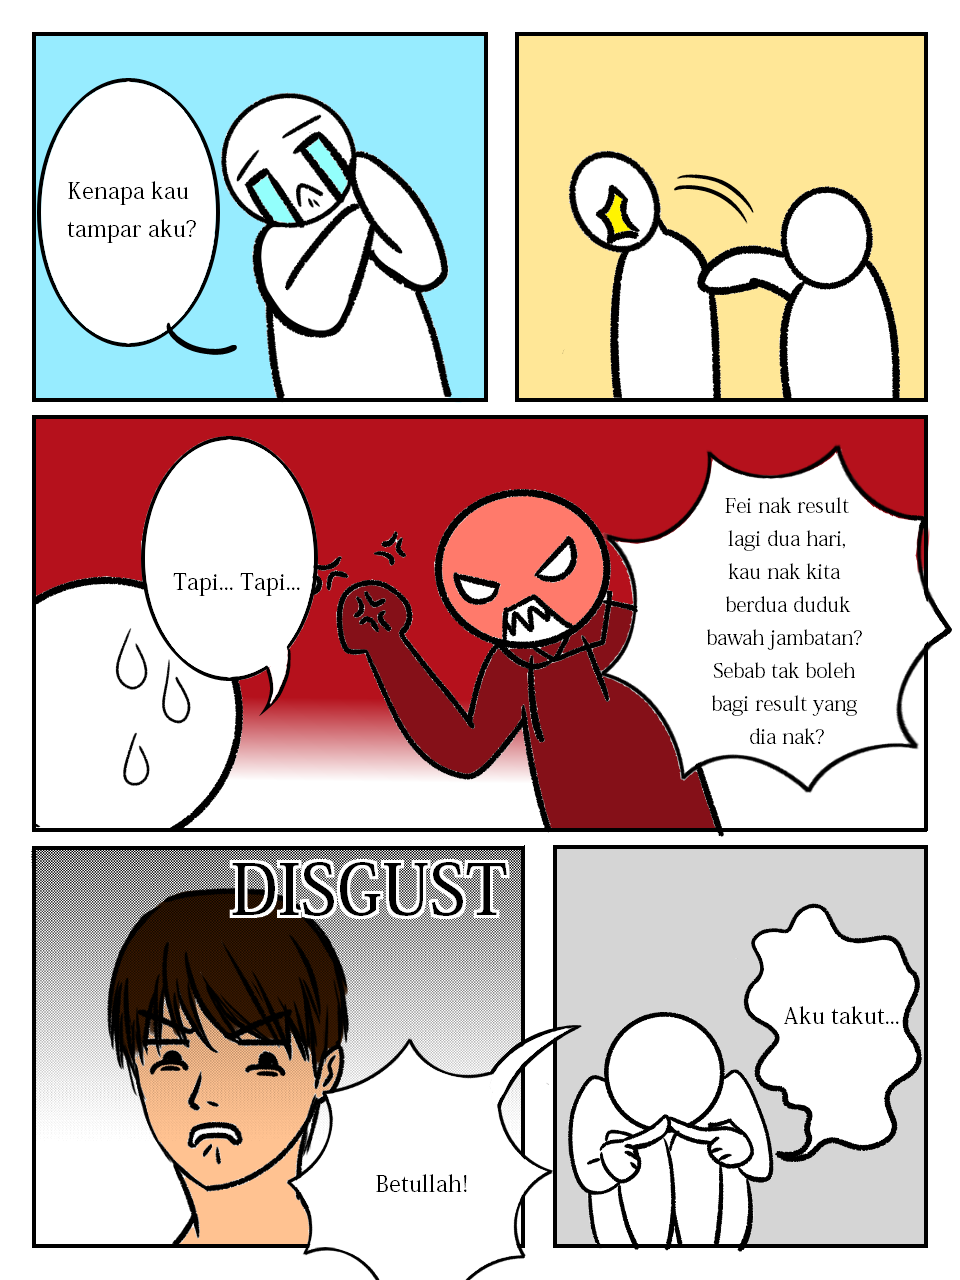 Kenapa kau
tampar aku?
Tapi... Tapi...
Fei nak result
lagi dua hari,
kau nak kita
berdua duduk
bawah jambatan?
Sebab tak boleh
bagi result yang
dia nak?
DISGUST
Betullah!
Aku takut...